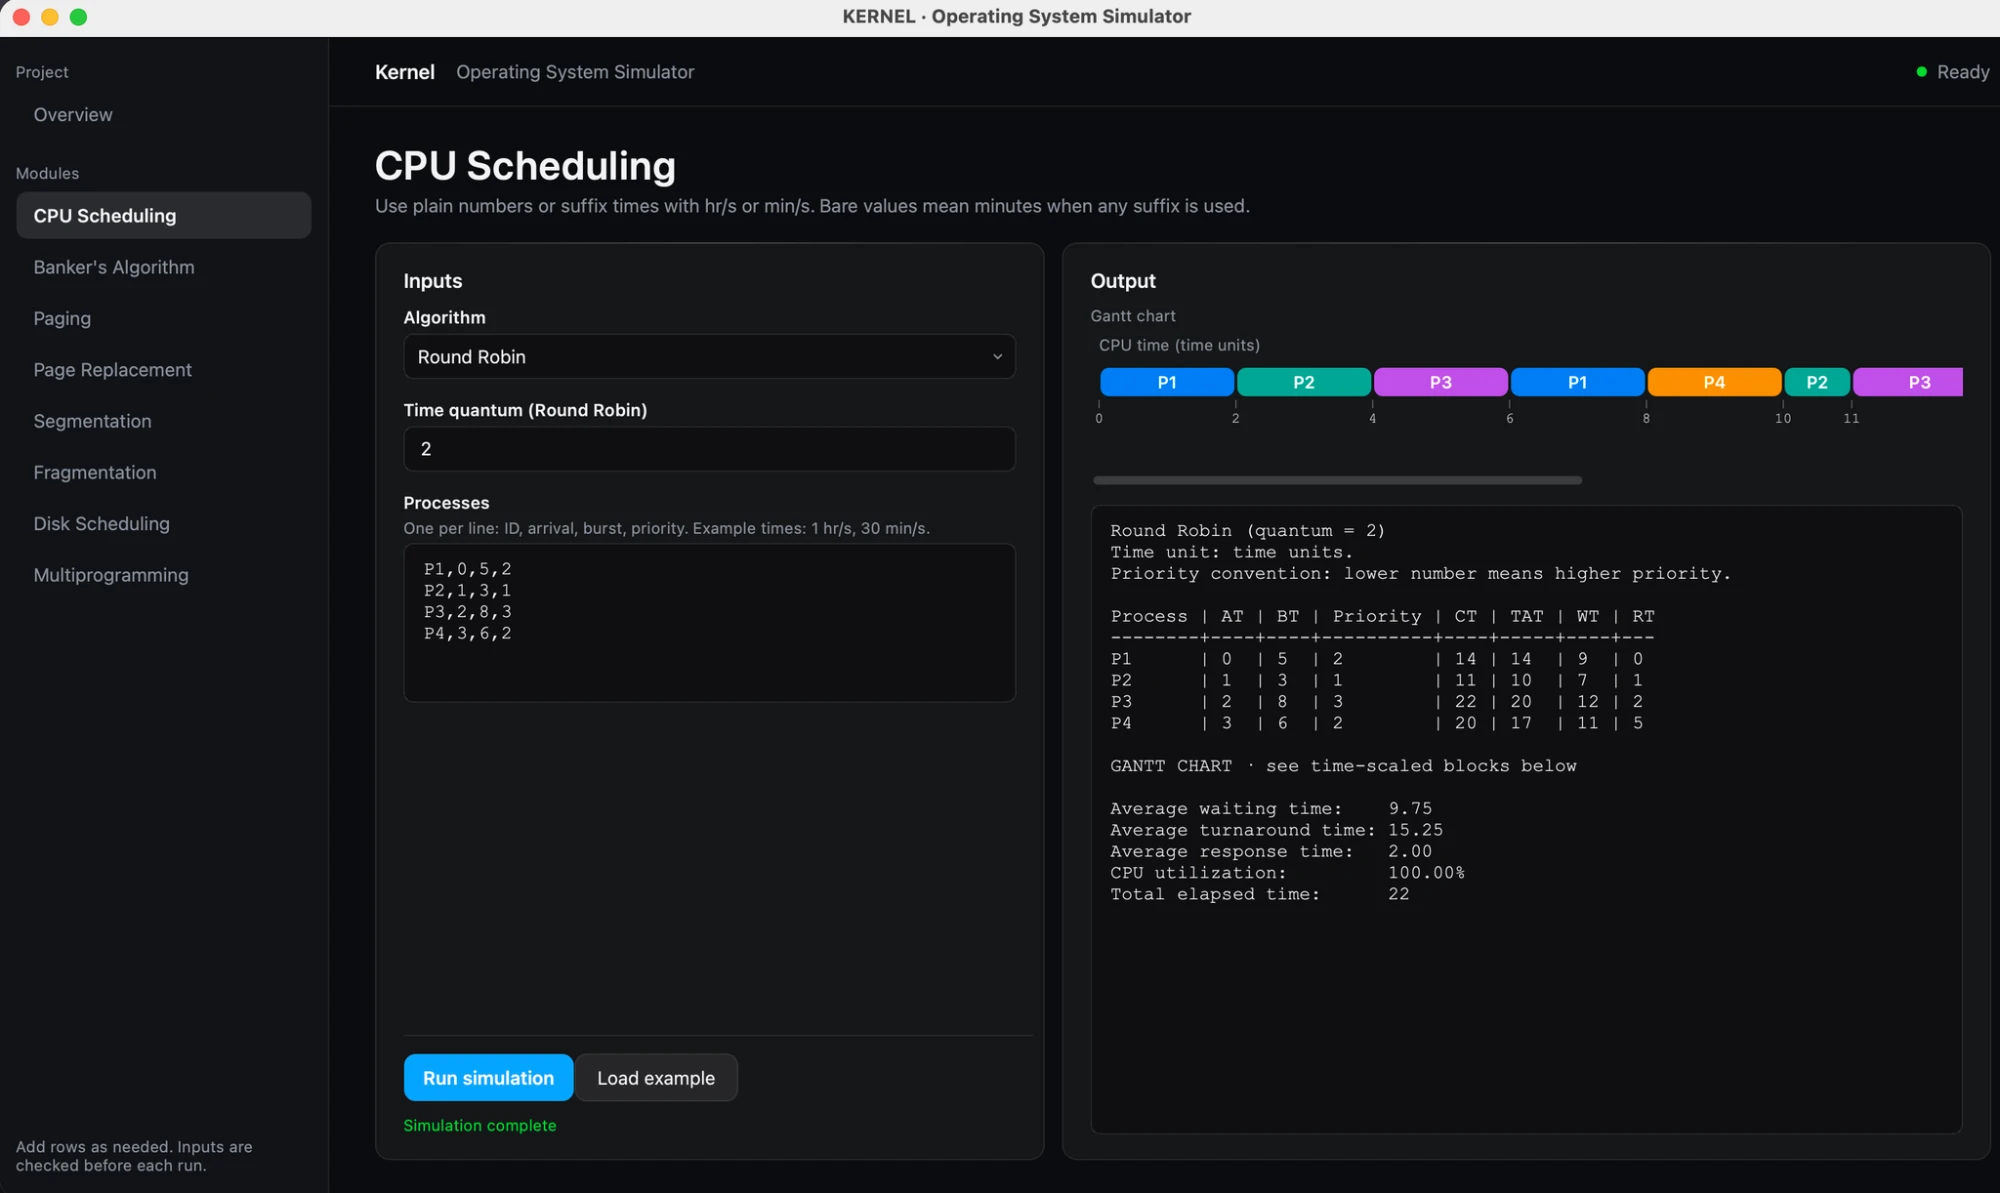 KERNEL · Operating System Simulator
Project
Overview
Modules
CPU Scheduling
Banker's Algorithm
Paging
Page Replacement
Segmentation
Fragmentation
Disk Scheduling
Multiprogramming
Add rows as needed. Inputs are
checked before each run.
Kernel Operating System Simulator
Ready
CPU Scheduling
Use plain numbers or suffix times with hr/s or min/s. Bare values mean minutes when any suffix is used.
Inputs
Algorithm
Round Robin
Time quantum (Round Robin)
2
Processes
One per line: ID, arrival, burst, priority. Example times: 1 hr/s, 30 min/s.
P1,0,5,2
P2,1,3,1
P3,2,8,3
P4,3,6,2
Run simulation Load example
Simulation complete
Output
Gantt chart
CPU time (time units)
P1 P2 P3 P1 P4 P2 P3
0 2 4 6 8 10 11
Round Robin (quantum = 2)
Time unit: time units.
Priority convention: lower number means higher priority.
Process | AT | BT | Priority | CT | TAT | WT | RT
--------+----+----+----------+----+-----+----+---
P1 | 0 | 5 | 2 | 14 | 14 | 9 | 0
P2 | 1 | 3 | 1 | 11 | 10 | 7 | 1
P3 | 2 | 8 | 3 | 22 | 20 | 12 | 2
P4 | 3 | 6 | 2 | 20 | 17 | 11 | 5
GANTT CHART · see time-scaled blocks below
Average waiting time: 9.75
Average turnaround time: 15.25
Average response time: 2.00
CPU utilization: 100.00%
Total elapsed time: 22